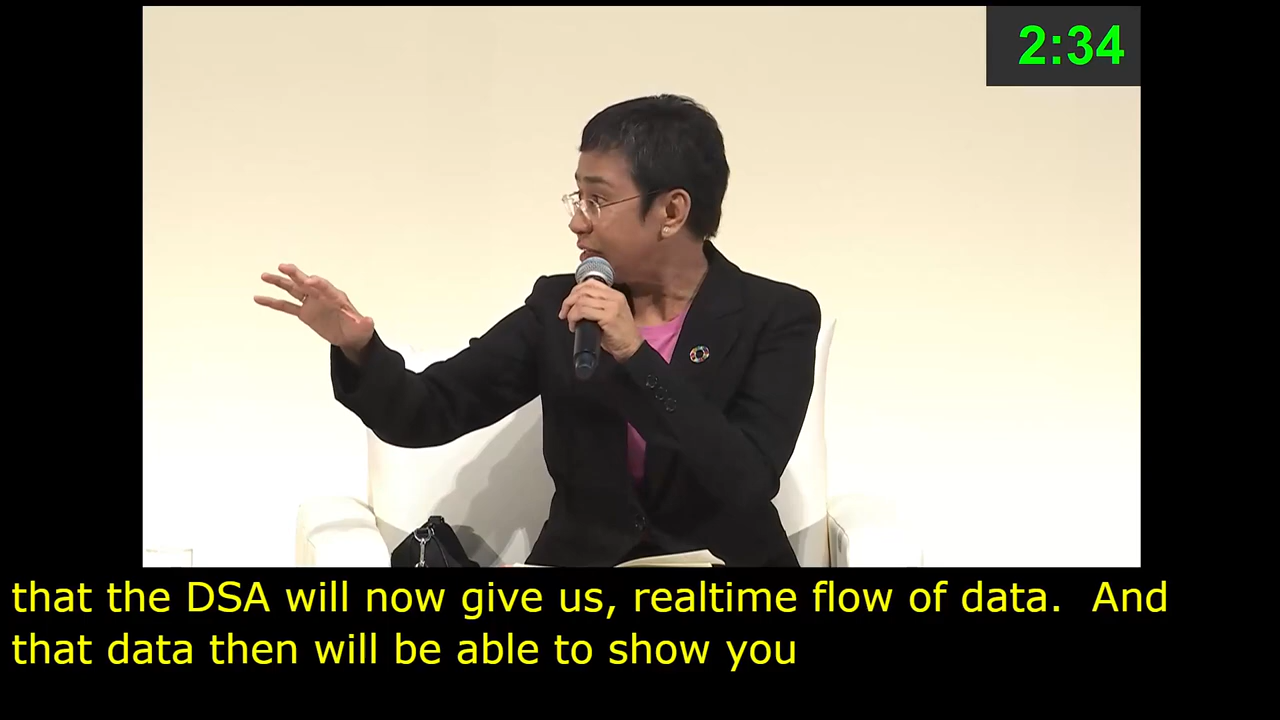 2:34
that the DSA will now give us, realtime flow of data.  And
that data then will be able to show you